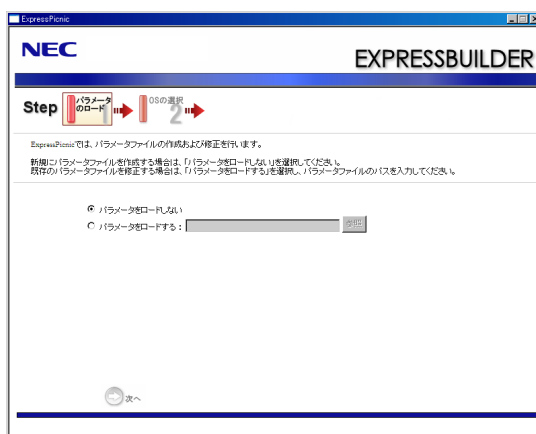 ExpressPicnic
NEC
EXPRESSBUILDER
Step
パラメータ
のロード
1
OSの選択
2
ExpressPicnicでは、パラメータファイルの作成および修正を行います。
新規にパラメータファイルを作成する場合は、「パラメータをロードしない」を選択してください。
既存のパラメータファイルを修正する場合は、「パラメータをロードする」を選択し、パラメータファイルのパスを入力してください。
パラメータをロードしない
パラメータをロードする：
参照
次へ